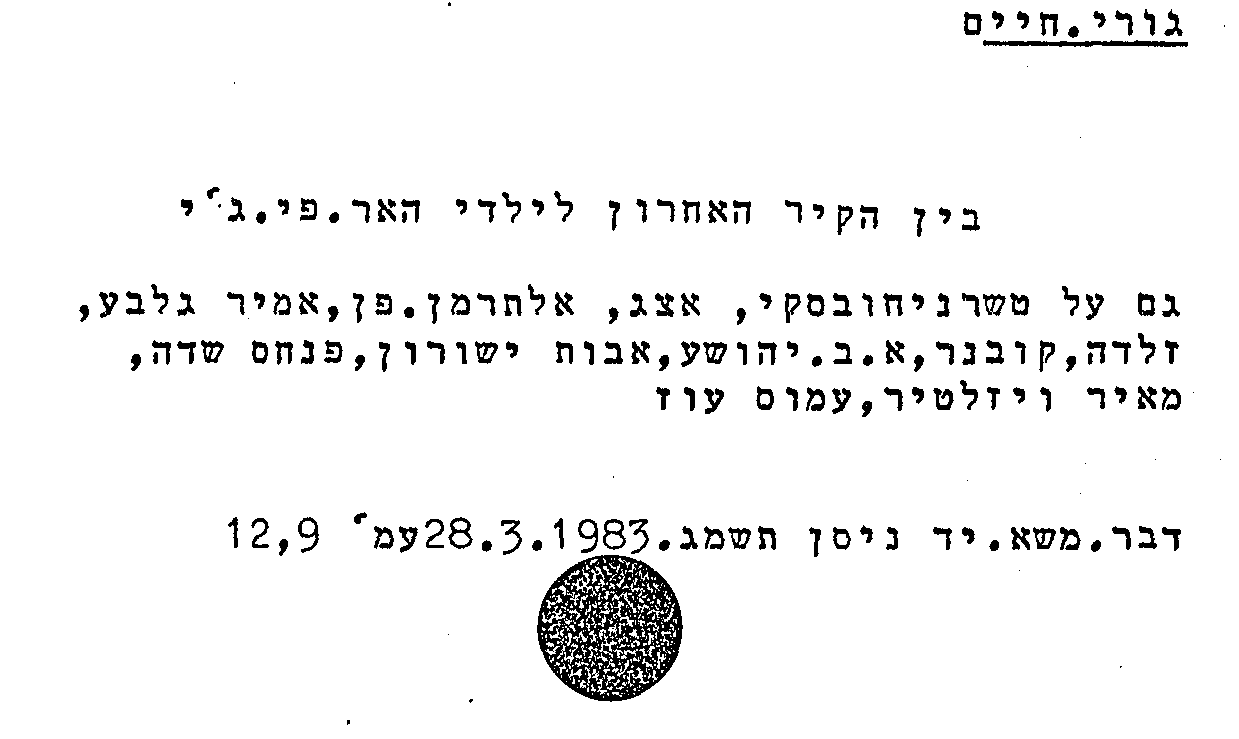 גורי.חיים
בין הקיר האחרון לילדי האר.פי.ג'י
גם על טשרניחובסקי, אצג, אלתרמן.פן,אמיר גלבע,
זלדה,קובנר,א.ב.יהושע,אבות ישורון,פנחס שדה,
מאיר ויזלטיר,עמוס עוז
דבר.משא.יד ניסן תשמג.28.3.1983עמ' 12,9